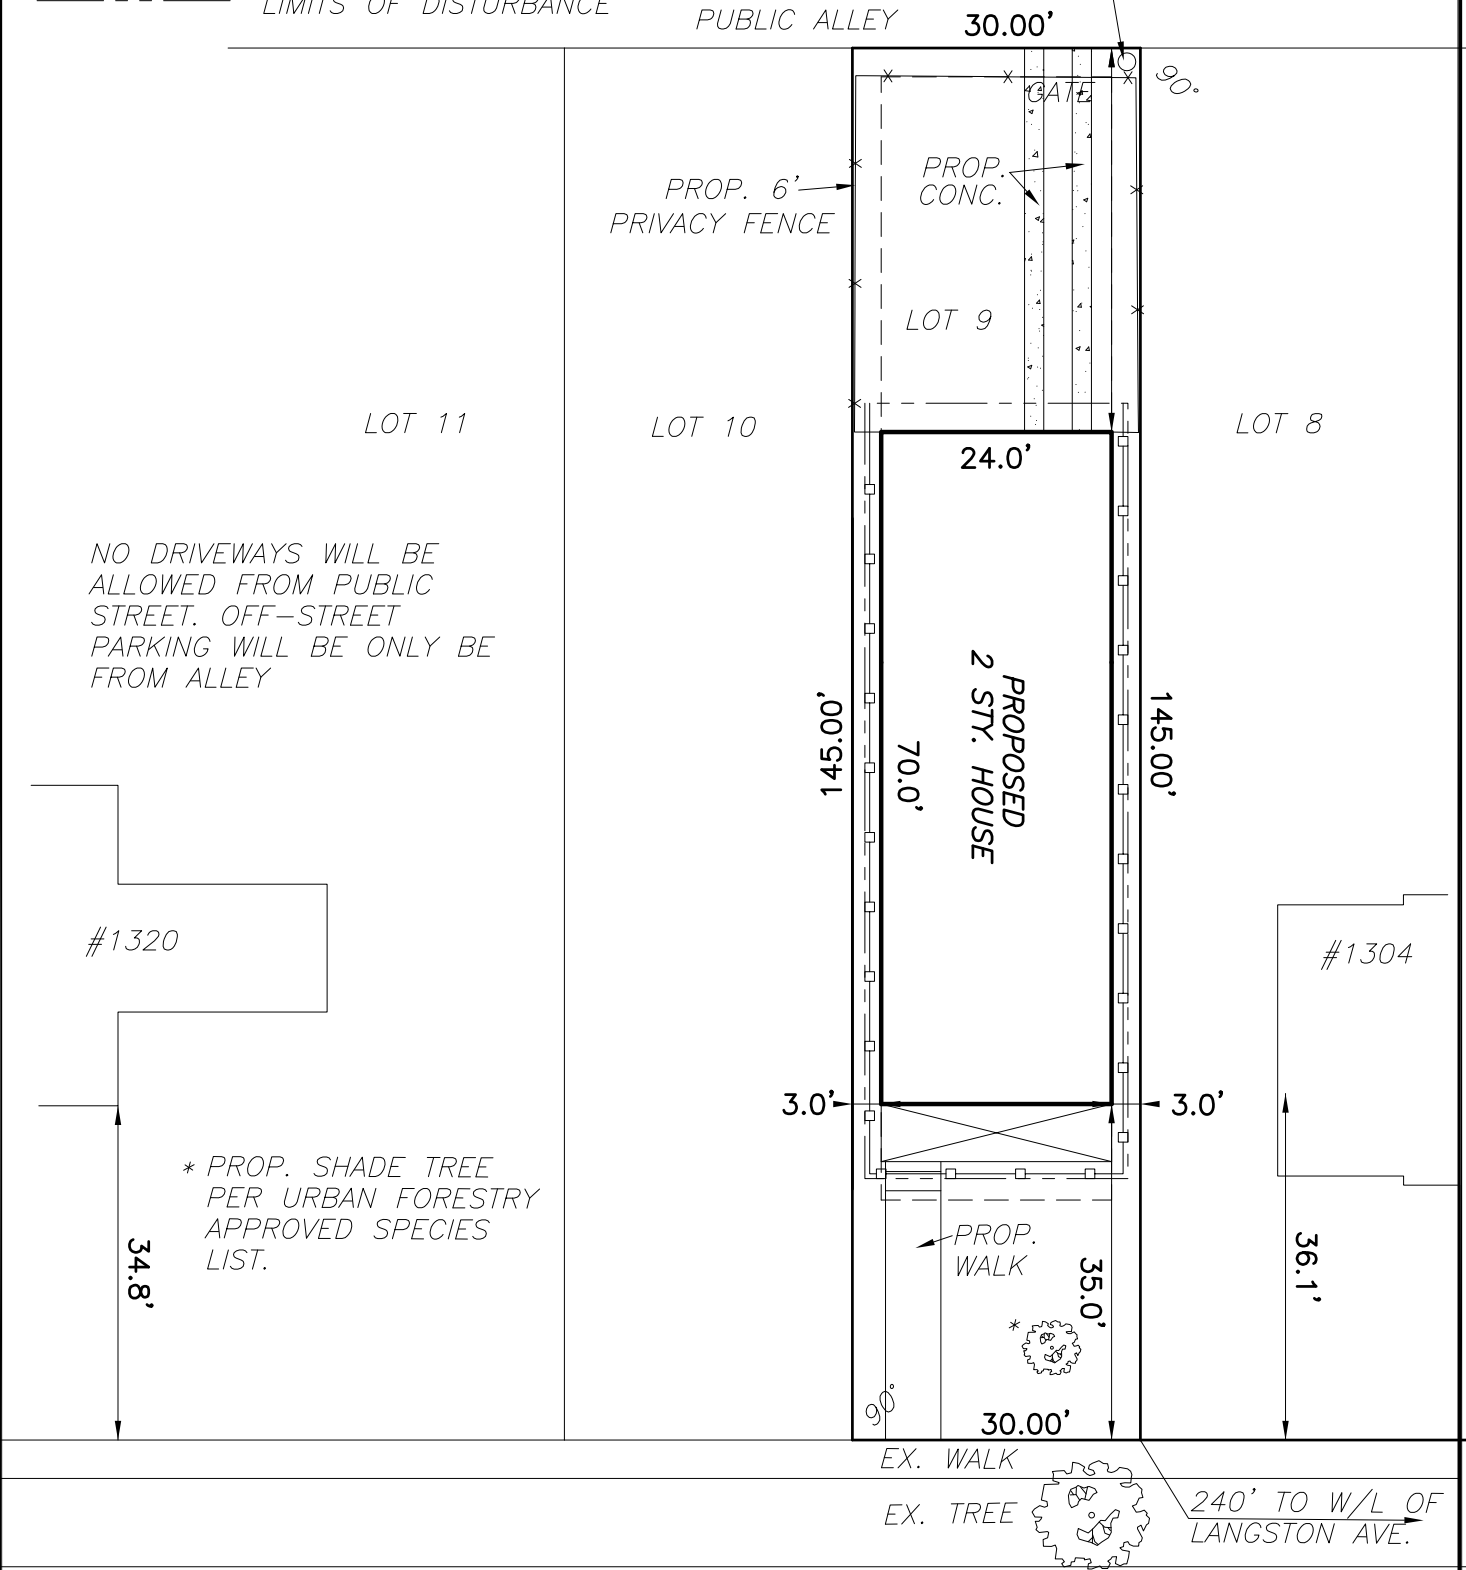 LIMITS OF DISTURBANCE
PUBLIC ALLEY
30.00'
90°
GATE
PROP.
CONC.
PROP. 6'
PRIVACY FENCE
LOT 9
LOT 11
LOT 10
LOT 8
24.0'
NO DRIVEWAYS WILL BE
ALLOWED FROM PUBLIC
STREET. OFF-STREET
PARKING WILL BE ONLY BE
FROM ALLEY
PROPOSED
2 STY. HOUSE
145.00'
70.0'
145.00'
#1320
#1304
3.0'
3.0'
* PROP. SHADE TREE
PER URBAN FORESTRY
APPROVED SPECIES
LIST.
34.8'
PROP.
WALK
35.0'
36.1'
*
90°
30.00'
EX. WALK
EX. TREE
240' TO W/L OF
LANGSTON AVE.